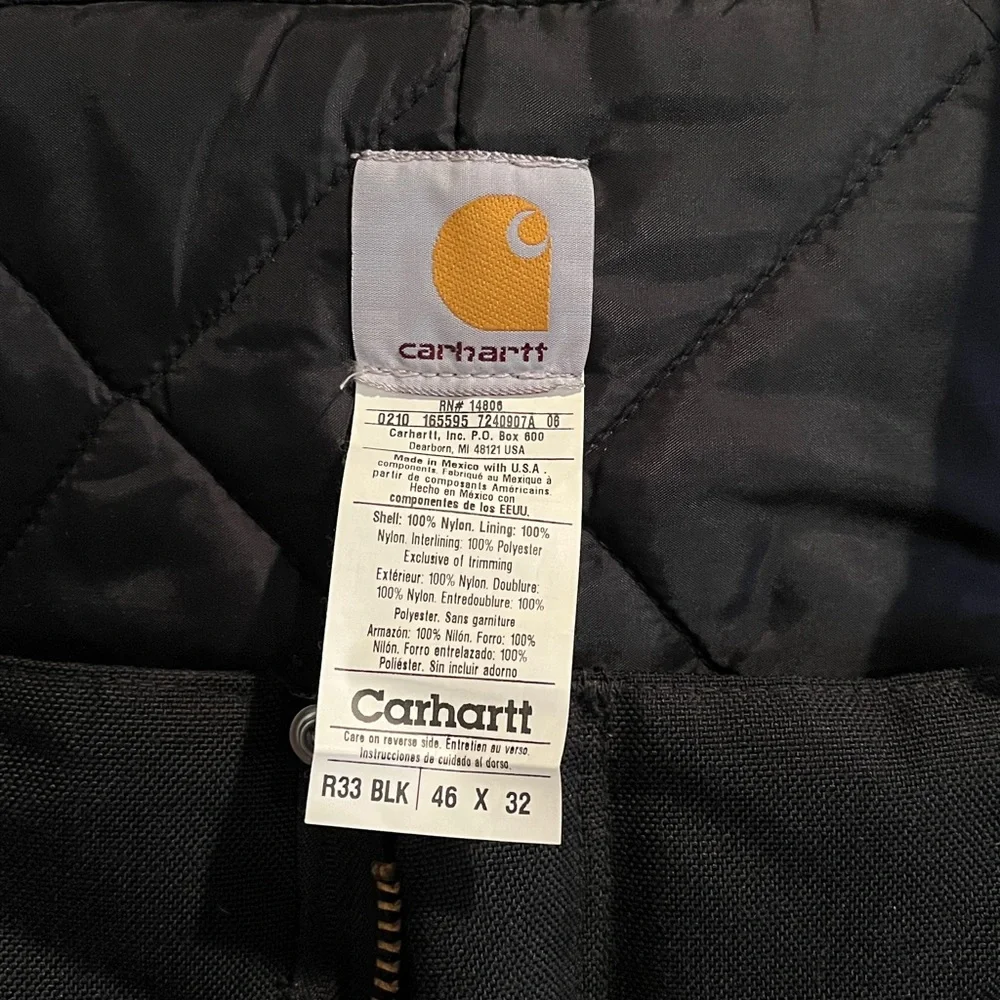 carhartt
RN# 14806
0210 165595 7240907A 06
Carhartt, Inc. P.O. Box 600
Dearborn, MI 48121 USA
Made in Mexico with U.S.A.
components. Fabriqué au Mexique à
partir de composants Américains.
Hecho en México con
componentes de los EEUU.
Shell: 100% Nylon. Lining: 100%
Nylon. Interlining: 100% Polyester
Exclusive of trimming
Extérieur: 100% Nylon. Doublure:
100% Nylon. Entredoublure: 100%
Polyester. Sans garniture
Armazón: 100% Nilón. Forro: 100%
Nilón. Forro entrelazado: 100%
Poliéster. Sin incluir adorno
Carhartt
Care on reverse side. Entretien au verso.
Instrucciones de cuidado al dorso.
R33 BLK 46 X 32